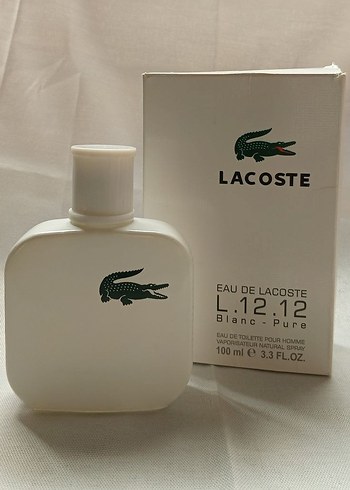 LACOSTE
EAU DE LACOSTE
L.12.12
Blanc - Pure
EAU DE TOILETTE POUR HOMME
VAPORISATEUR NATURAL SPRAY
100 ml ℮ 3.3 FL.OZ.